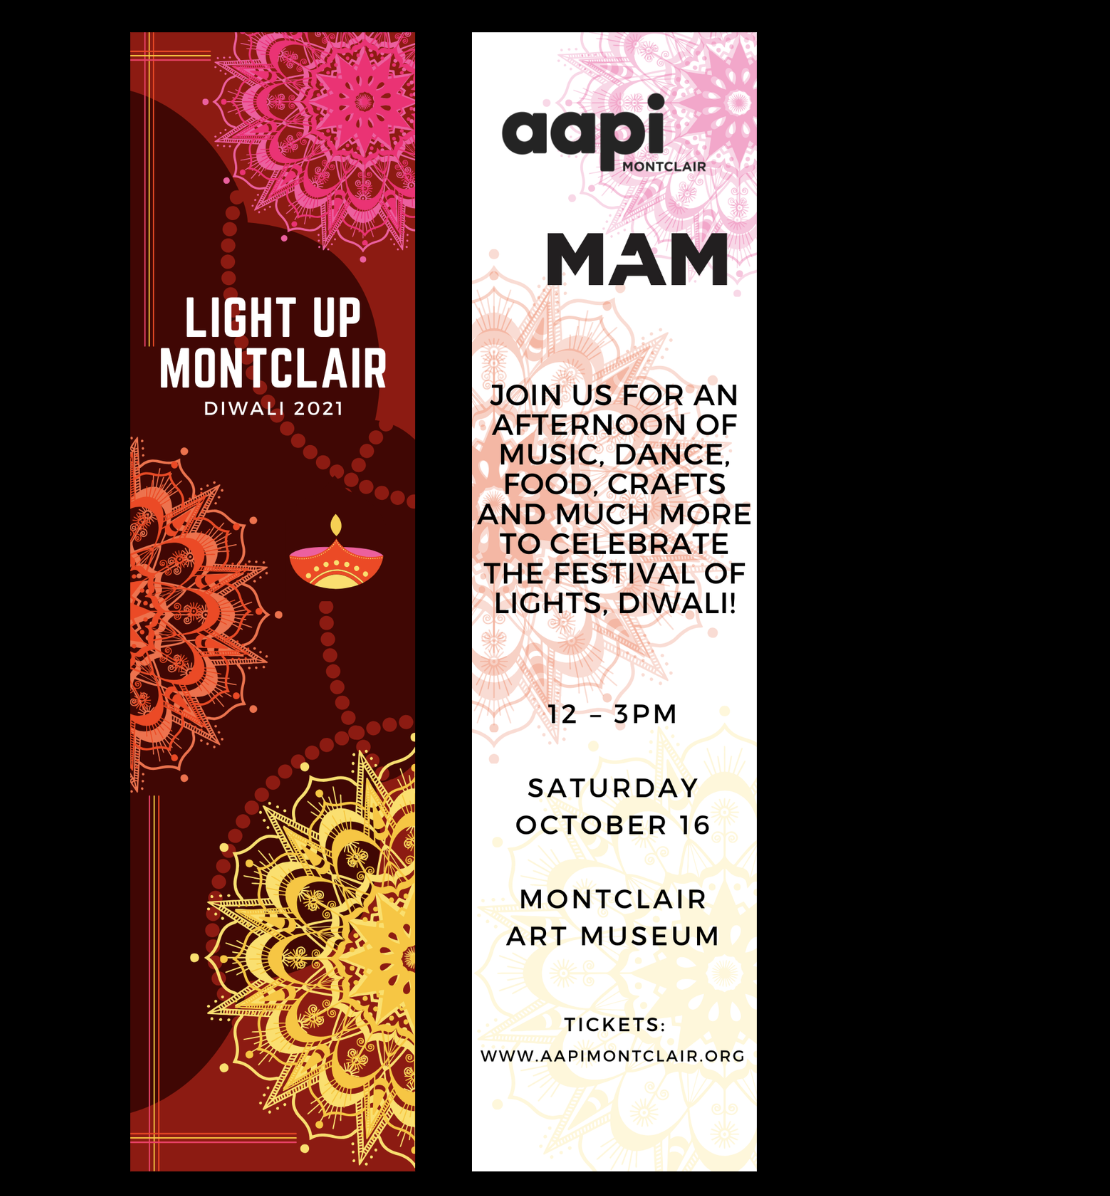 LIGHT UP
MONTCLAIR
DIWALI 2021
aapi
MONTCLAIR
MAM
JOIN US FOR AN
AFTERNOON OF
MUSIC, DANCE,
FOOD, CRAFTS
AND MUCH MORE
TO CELEBRATE
THE FESTIVAL OF
LIGHTS, DIWALI!
12 – 3PM
SATURDAY
OCTOBER 16
MONTCLAIR
ART MUSEUM
TICKETS:
WWW.AAPIMONTCLAIR.ORG